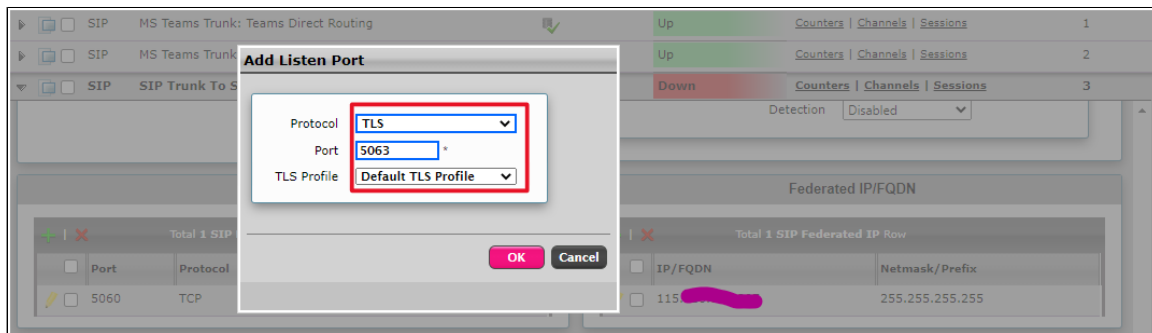 SIP MS Teams Trunk: Teams Direct Routing Up Counters | Channels | Sessions 1
SIP MS Teams Trunk Up Counters | Channels | Sessions 2
SIP SIP Trunk To S Down Counters | Channels | Sessions 3
Add Listen Port
Detection Disabled
Protocol TLS
Port 5063 *
TLS Profile Default TLS Profile
Federated IP/FQDN
Total 1 SIP
Total 1 SIP Federated IP Row
OK Cancel
Port Protocol
IP/FQDN Netmask/Prefix
5060 TCP
115. 255.255.255.255